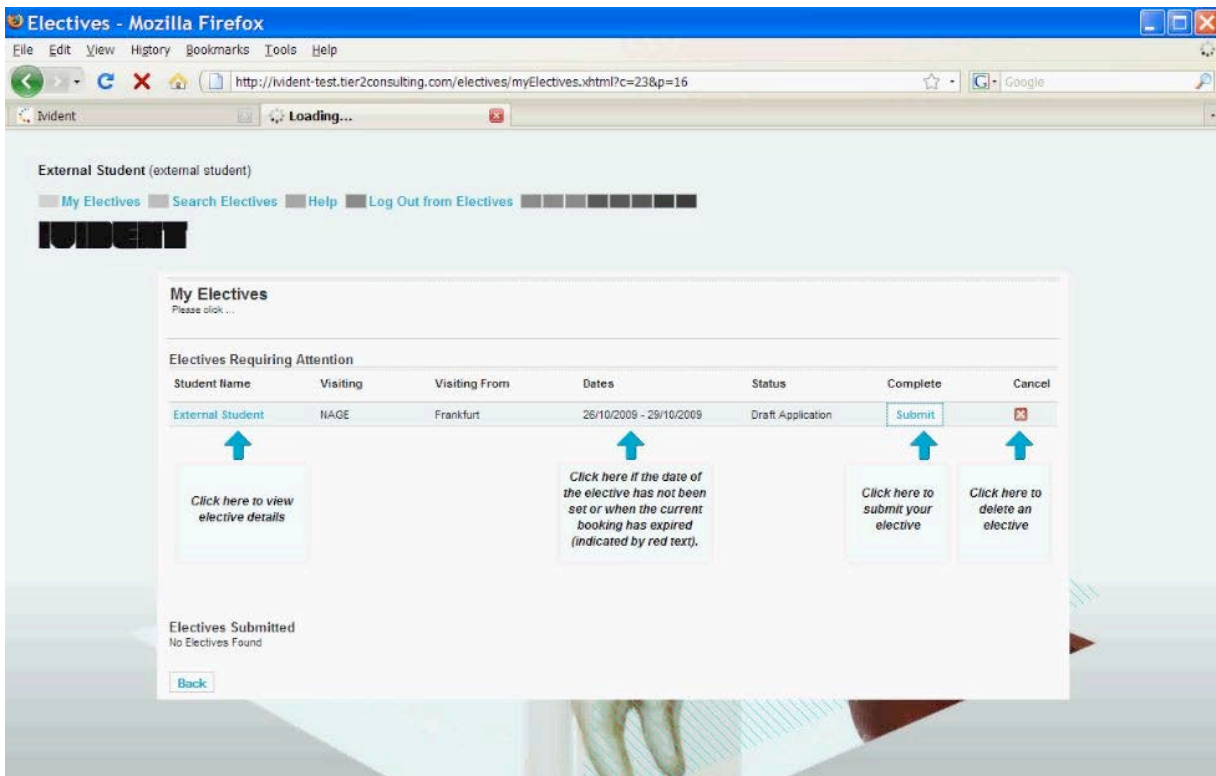 Electives - Mozilla Firefox
File Edit View History Bookmarks Tools Help
http://ivident-test.tier2consulting.com/electives/myElectives.xhtml?c=23&p=16
G Google
Ivident
Loading...
External Student (external student)
My Electives Search Electives Help Log Out from Electives
IVIDENT
My Electives
Please click ...
Electives Requiring Attention
Student Name Visiting Visiting From Dates Status Complete Cancel
External Student NAGE Frankfurt 26/10/2009 - 29/10/2009 Draft Application Submit
Click here to view
elective details
Click here if the date of
the elective has not been
set or when the current
booking has expired
(indicated by red text).
Click here to
submit your
elective
Click here to
delete an
elective
Electives Submitted
No Electives Found
Back